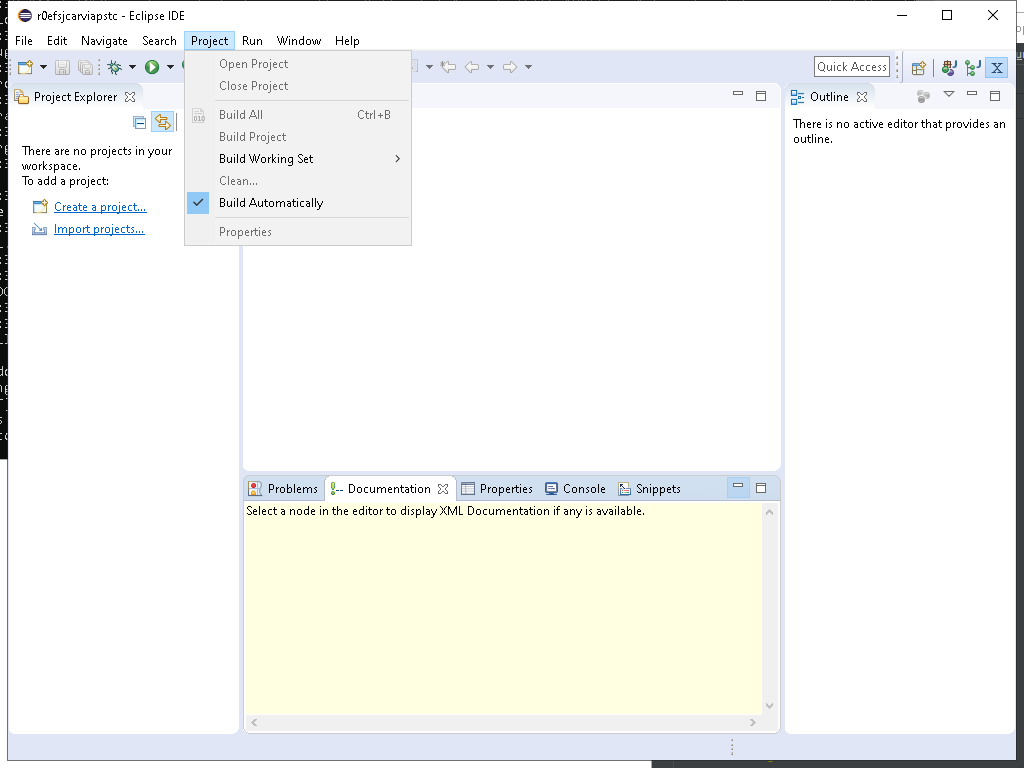 r0efsjcarviapstc - Eclipse IDE
File Edit Navigate Search Project Run Window Help
Quick Access
Open Project
Close Project
Build All Ctrl+B
Build Project
Build Working Set
Clean...
Build Automatically
Properties
Project Explorer
There are no projects in your
workspace.
To add a project:
Create a project...
Import projects...
Outline
There is no active editor that provides an
outline.
Problems Documentation Properties Console Snippets
Select a node in the editor to display XML Documentation if any is available.